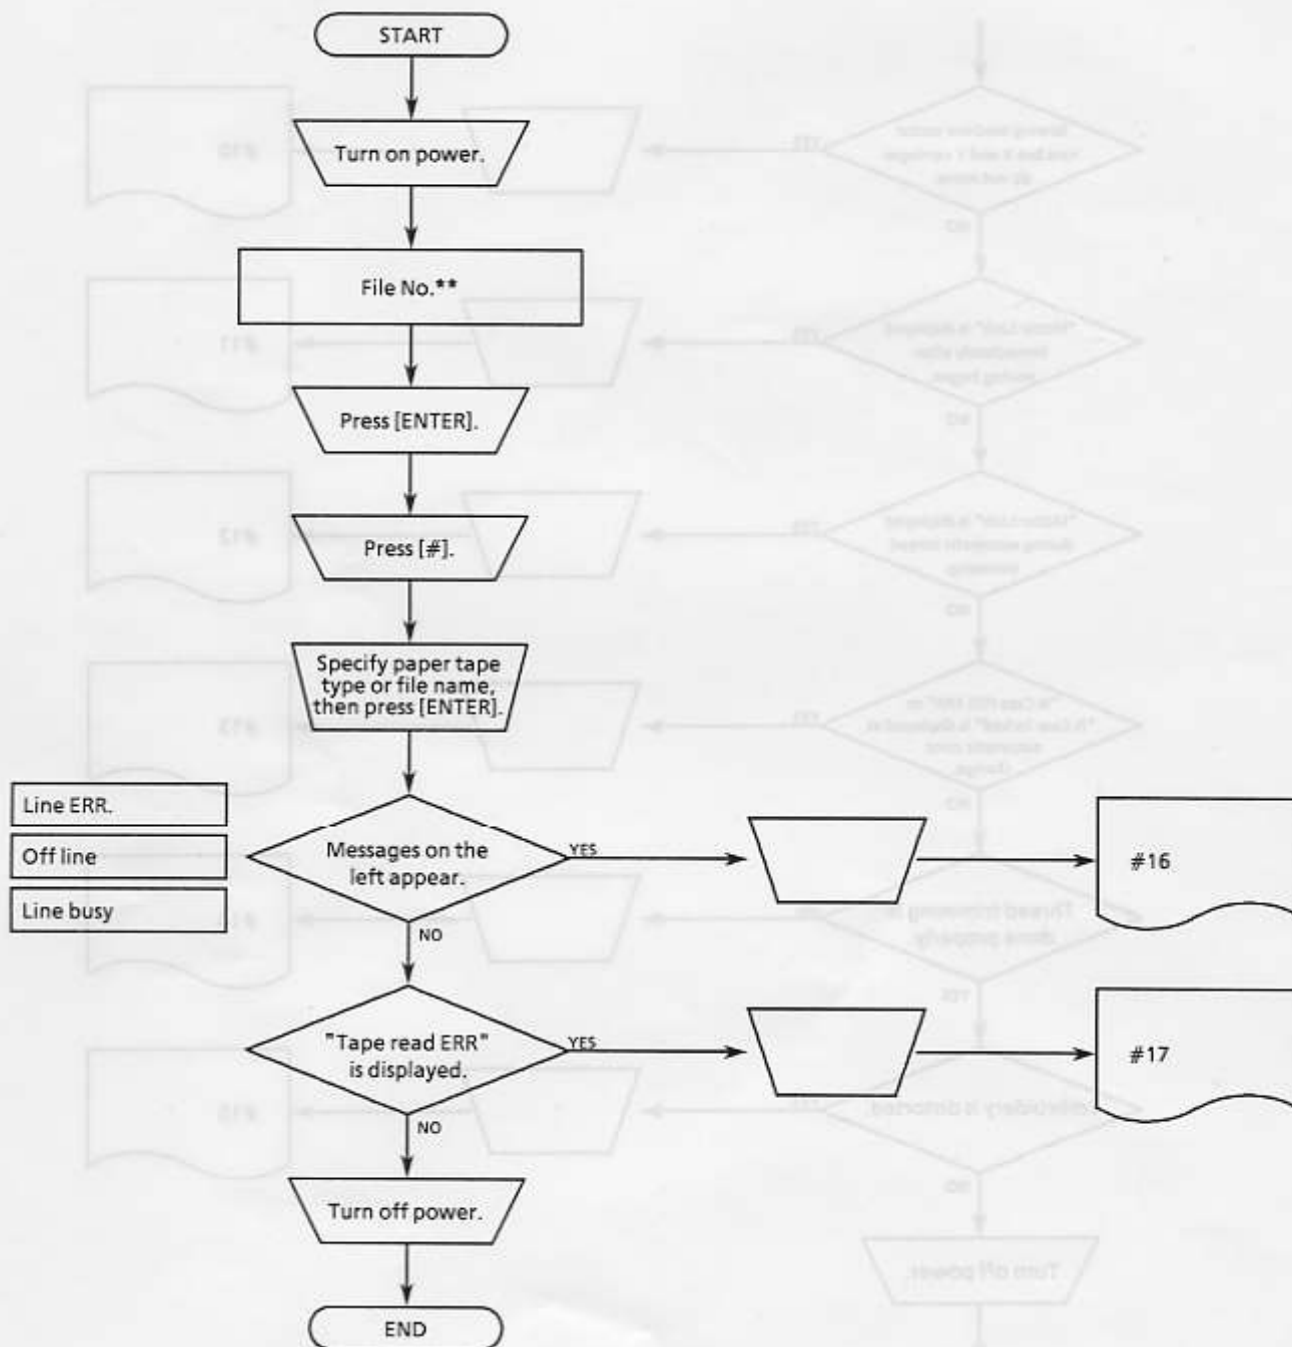 START
Turn on power.
File No.**
Press [ENTER].
Press [#].
Specify paper tape
type or file name,
then press [ENTER].
Line ERR.
Off line
Line busy
Messages on the
left appear.
YES
#16
NO
"Tape read ERR"
is displayed.
YES
#17
NO
Turn off power.
END